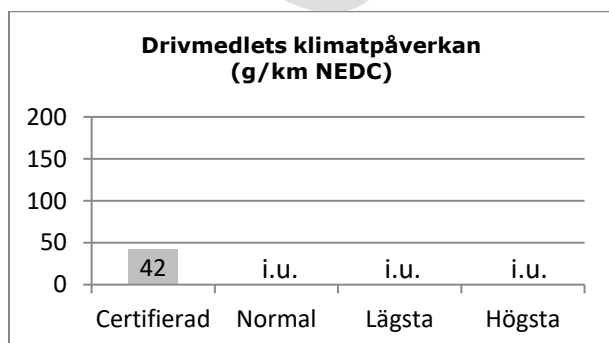 Drivmedlets klimatpåverkan
(g/km NEDC)
200
150
100
50
0
42 i.u. i.u. i.u.
Certifierad Normal Lägsta Högsta